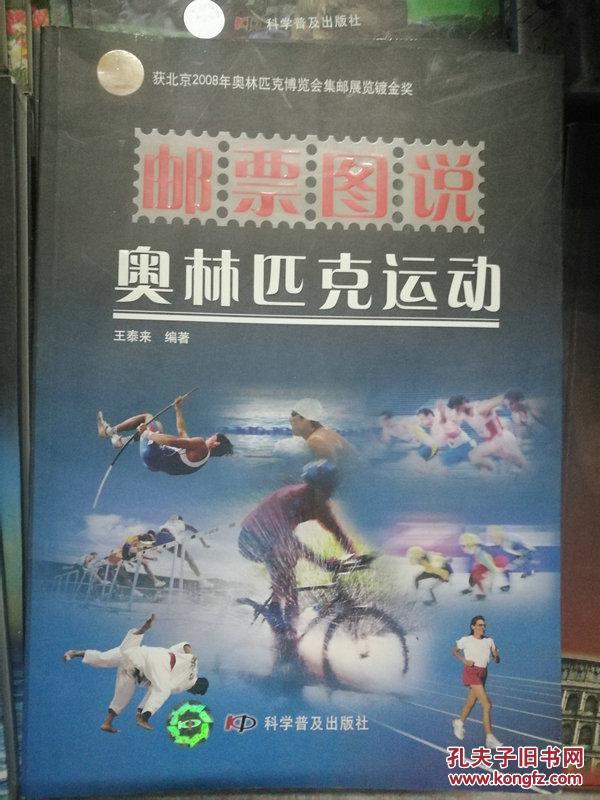 科学普及出版社
获北京2008年奥林匹克博览会集邮展览镀金奖
邮票图说
奥林匹克运动
王泰来 编著
科学普及出版社
孔夫子旧书网
www.kongfz.com